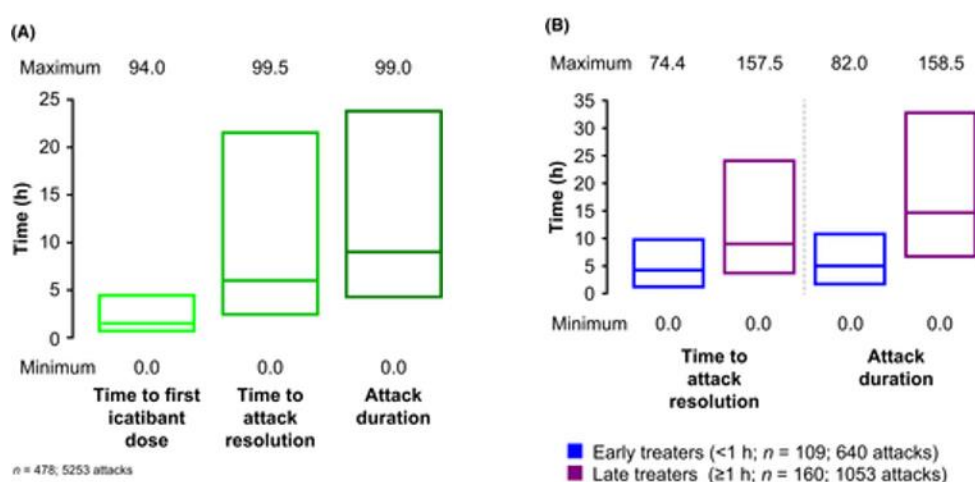 (A)
Maximum 94.0 99.5 99.0
25
20
15
10
5
0
Time (h)
Minimum 0.0 0.0 0.0
Time to first icatibant dose
Time to attack resolution
Attack duration
n = 478; 5253 attacks
(B)
Maximum 74.4 157.5 82.0 158.5
35
30
25
20
15
10
5
0
Time (h)
Minimum 0.0 0.0 0.0 0.0
Time to attack resolution
Attack duration
Early treaters (<1 h; n = 109; 640 attacks)
Late treaters (≥1 h; n = 160; 1053 attacks)